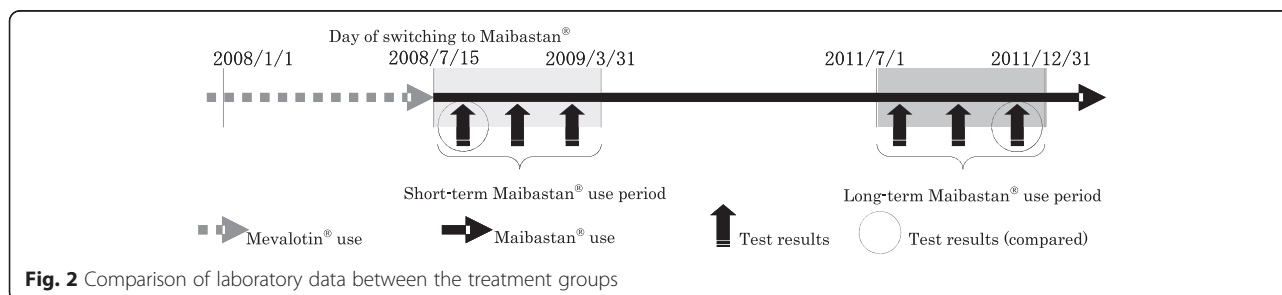 Day of switching to Maibastan®
2008/1/1 2008/7/15 2009/3/31 2011/7/1 2011/12/31
Short-term Maibastan® use period Long-term Maibastan® use period
Mevalotin® use Maibastan® use Test results Test results (compared)
Fig. 2 Comparison of laboratory data between the treatment groups